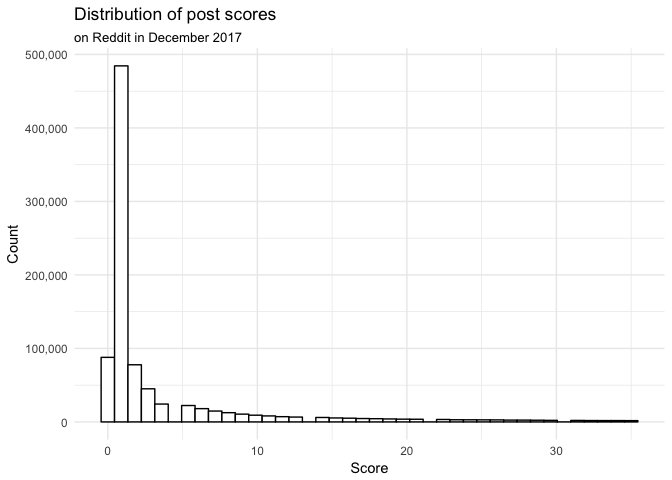 Distribution of post scores
on Reddit in December 2017
500,000
400,000
300,000
200,000
100,000
0
Count
0 10 20 30
Score